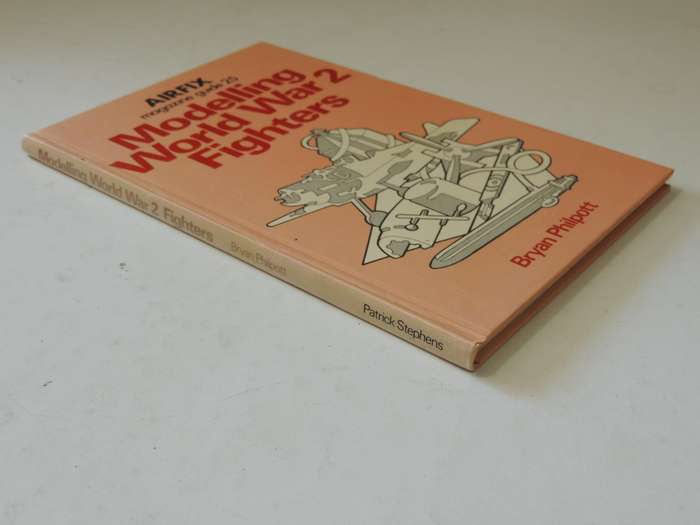 AIRFIX
magazine guide 25
Modelling
World War 2
Fighters
Bryan Philpott
Modelling World War 2 Fighters Bryan Philpott Patrick Stephens